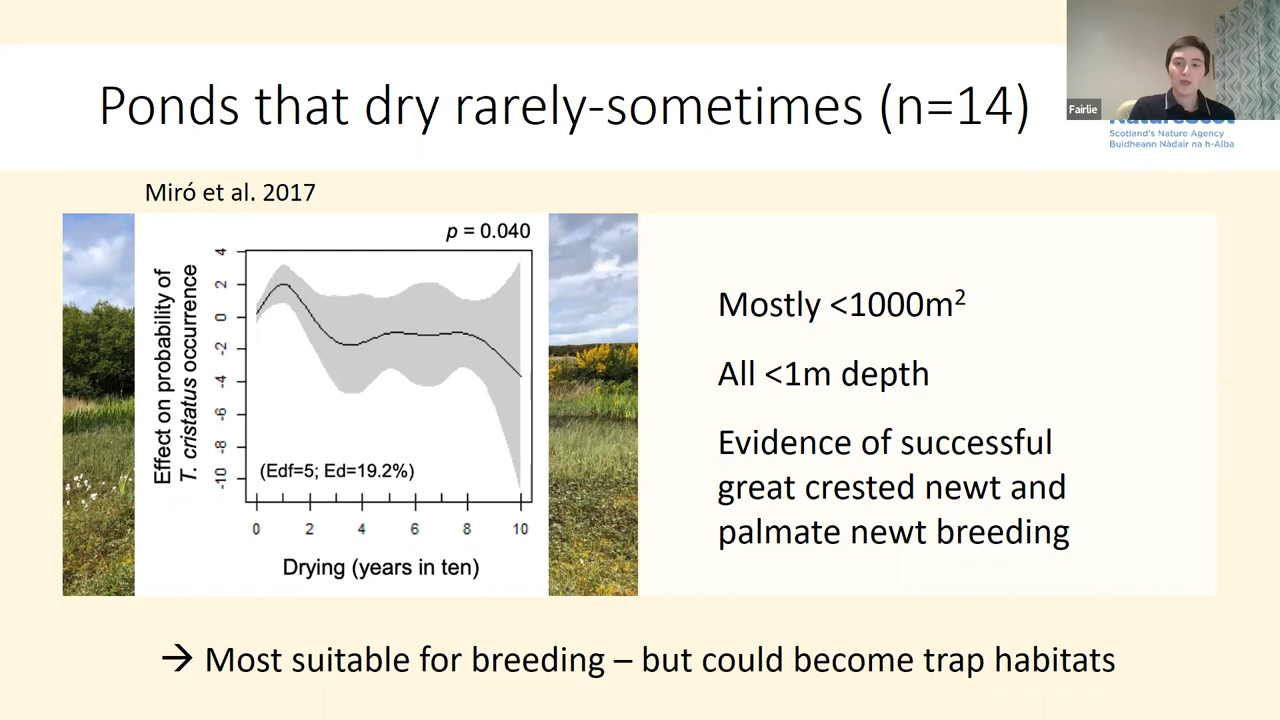 Ponds that dry rarely-sometimes (n=14)
Fairlie
NatureScot
Scotland's Nature Agency
Buidheann Nàdair na h-Alba
Miró et al. 2017
p = 0.040
Effect on probability of
T. cristatus occurrence
4
2
0
-2
-4
-6
-8
-10
(Edf=5; Ed=19.2%)
0 2 4 6 8 10
Drying (years in ten)
Mostly <1000m²
All <1m depth
Evidence of successful
great crested newt and
palmate newt breeding
→ Most suitable for breeding – but could become trap habitats